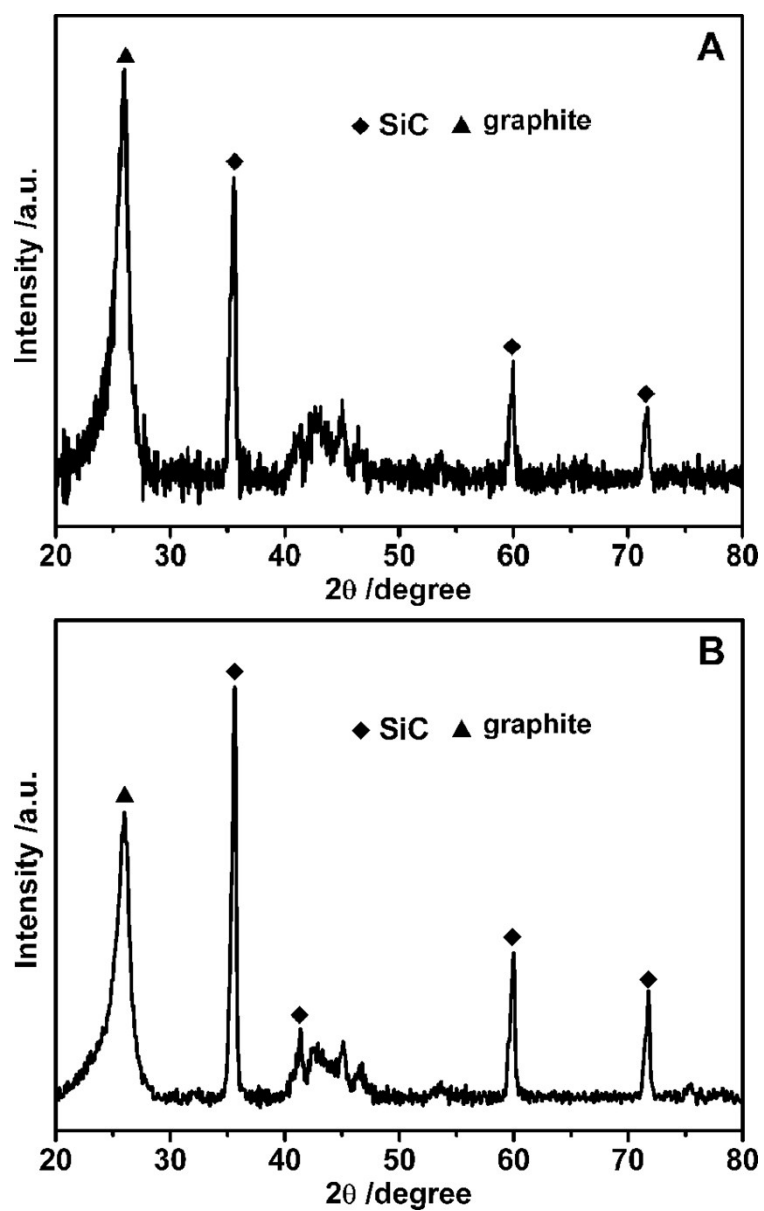 A
◆ SiC ▲ graphite
Intensity /a.u.
20 30 40 50 60 70 80
2θ /degree
B
◆ SiC ▲ graphite
Intensity /a.u.
20 30 40 50 60 70 80
2θ /degree